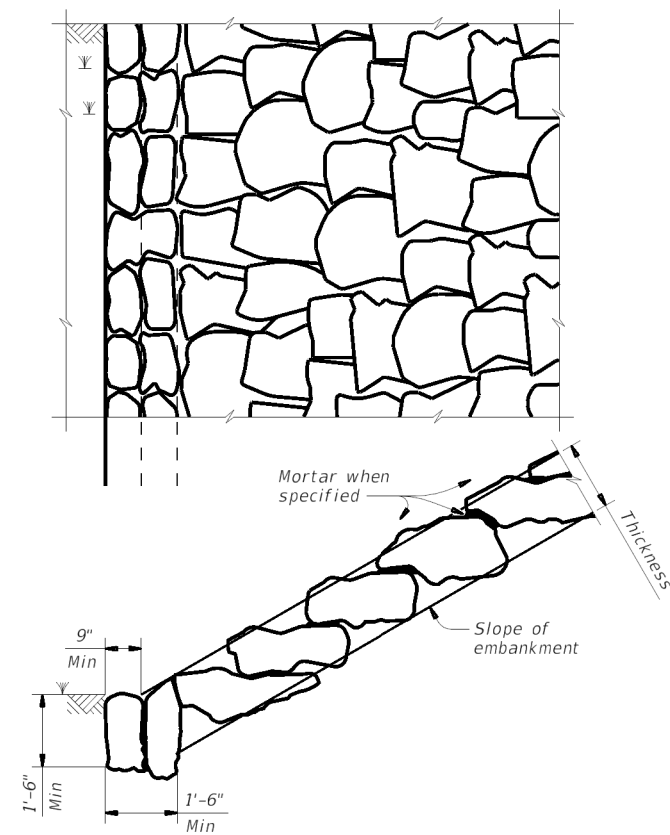 Mortar when
specified
Thickness
Slope of
embankment
9"
Min
1'-6"
Min
1'-6"
Min